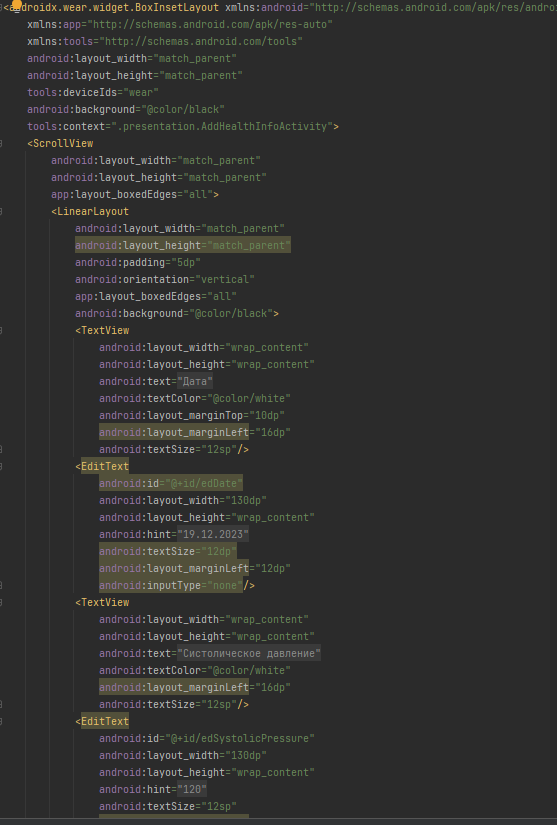 <androidx.wear.widget.BoxInsetLayout xmlns:android="http://schemas.android.com/apk/res/androi
xmlns:app="http://schemas.android.com/apk/res-auto"
xmlns:tools="http://schemas.android.com/tools"
android:layout_width="match_parent"
android:layout_height="match_parent"
tools:deviceIds="wear"
android:background="@color/black"
tools:context=".presentation.AddHealthInfoActivity">
<ScrollView
android:layout_width="match_parent"
android:layout_height="match_parent"
app:layout_boxedEdges="all">
<LinearLayout
android:layout_width="match_parent"
android:layout_height="match_parent"
android:padding="5dp"
android:orientation="vertical"
app:layout_boxedEdges="all"
android:background="@color/black">
<TextView
android:layout_width="wrap_content"
android:layout_height="wrap_content"
android:text="Дата"
android:textColor="@color/white"
android:layout_marginTop="10dp"
android:layout_marginLeft="16dp"
android:textSize="12sp"/>
<EditText
android:id="@+id/edDate"
android:layout_width="130dp"
android:layout_height="wrap_content"
android:hint="19.12.2023"
android:textSize="12dp"
android:layout_marginLeft="12dp"
android:inputType="none"/>
<TextView
android:layout_width="wrap_content"
android:layout_height="wrap_content"
android:text="Систолическое давление"
android:textColor="@color/white"
android:layout_marginLeft="16dp"
android:textSize="12sp"/>
<EditText
android:id="@+id/edSystolicPressure"
android:layout_width="130dp"
android:layout_height="wrap_content"
android:hint="120"
android:textSize="12sp"